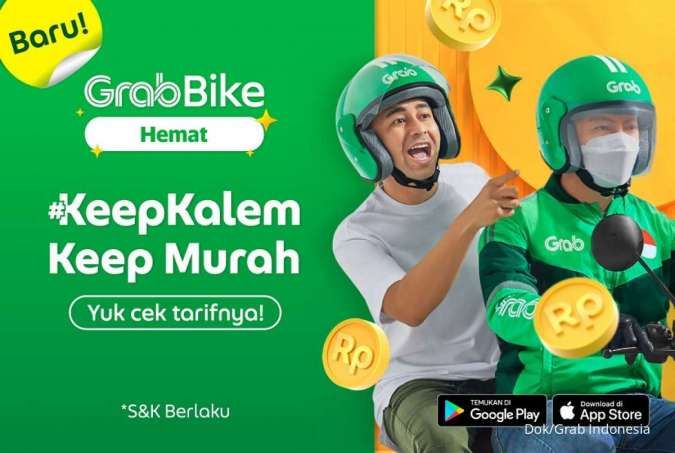 Baru!
GrabBike
Hemat
#KeepKalem
Keep Murah
Yuk cek tarifnya!
*S&K Berlaku
Grab
Grab
Grab
Grab
Rp
Rp
Rp
TEMUKAN DI
Google Play
Download di
App Store
Dok/Grab Indonesia